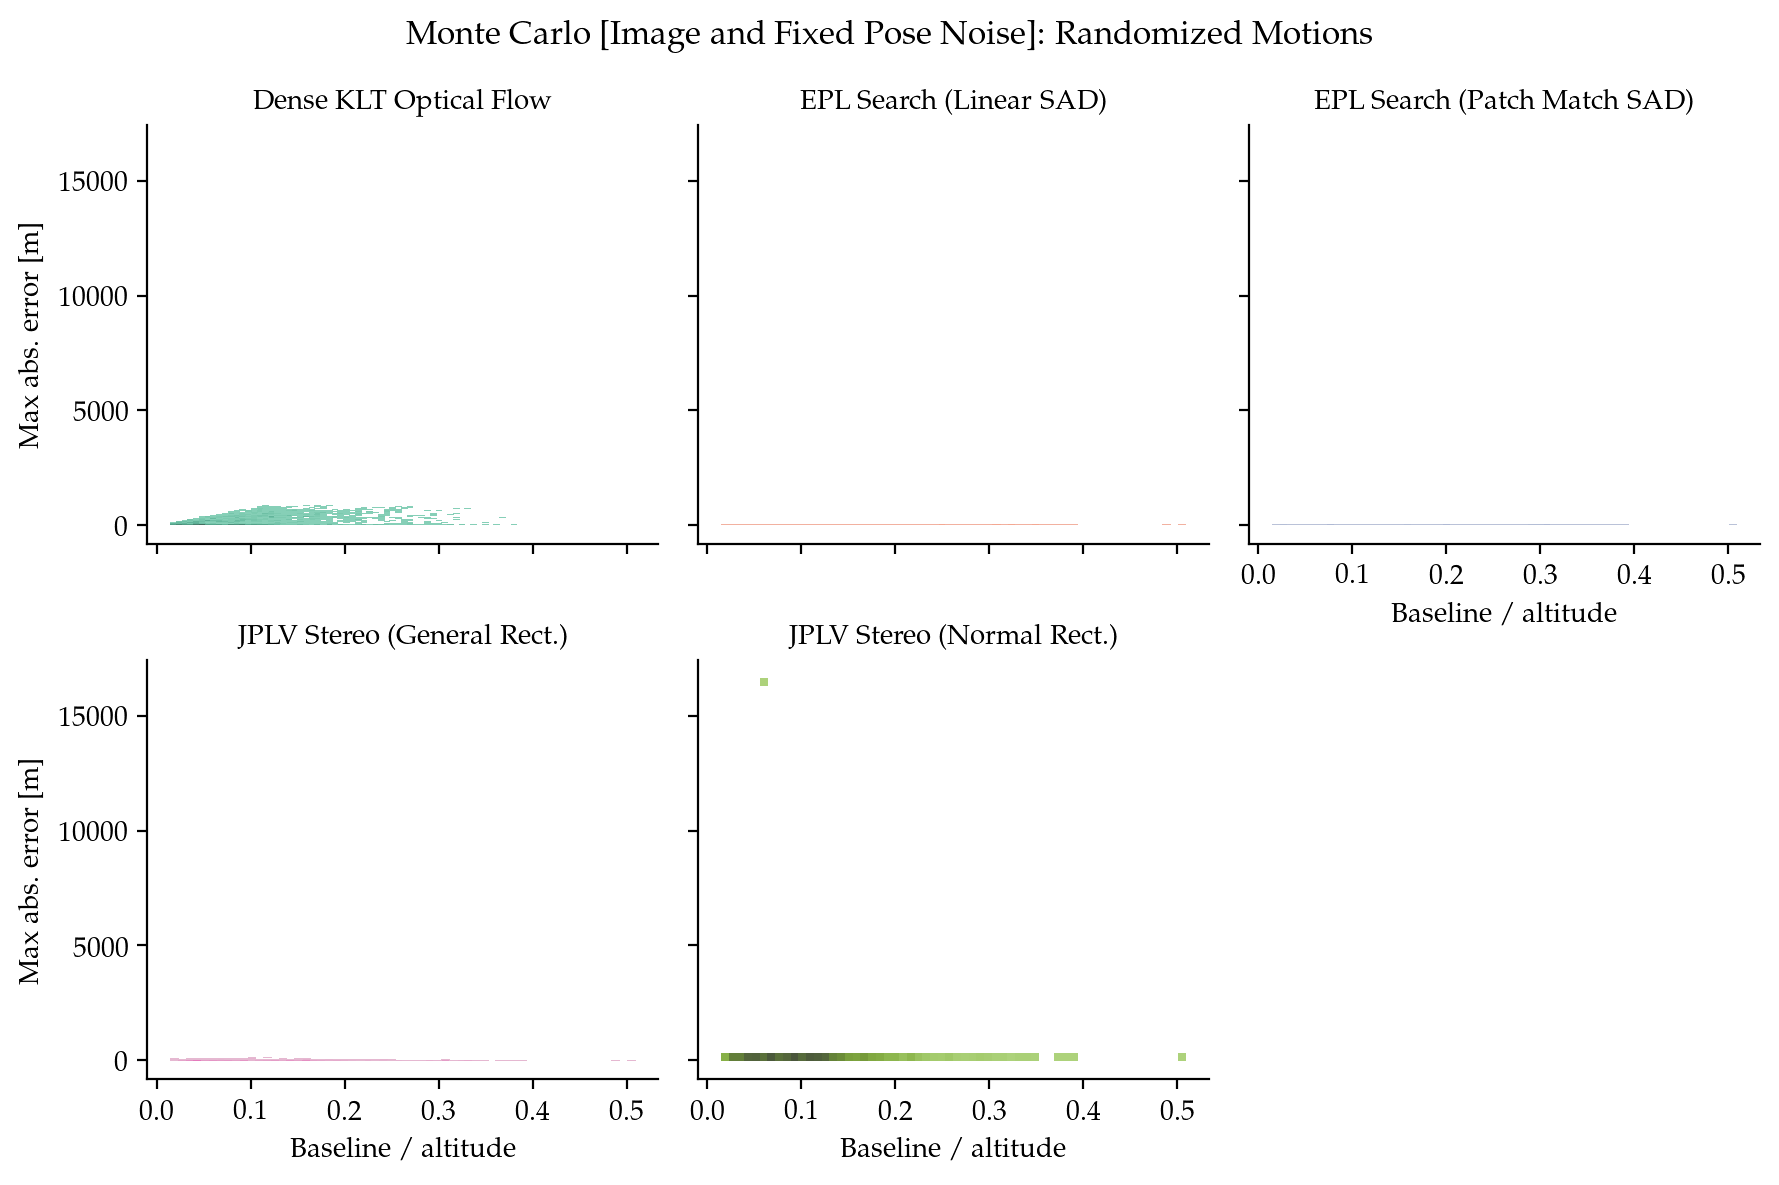 Monte Carlo [Image and Fixed Pose Noise]: Randomized Motions
Dense KLT Optical Flow
EPL Search (Linear SAD)
EPL Search (Patch Match SAD)
Max abs. error [m]
15000
10000
5000
0
0.0 0.1 0.2 0.3 0.4 0.5
Baseline / altitude
JPLV Stereo (General Rect.)
JPLV Stereo (Normal Rect.)
Max abs. error [m]
15000
10000
5000
0
0.0 0.1 0.2 0.3 0.4 0.5
Baseline / altitude
0.0 0.1 0.2 0.3 0.4 0.5
Baseline / altitude